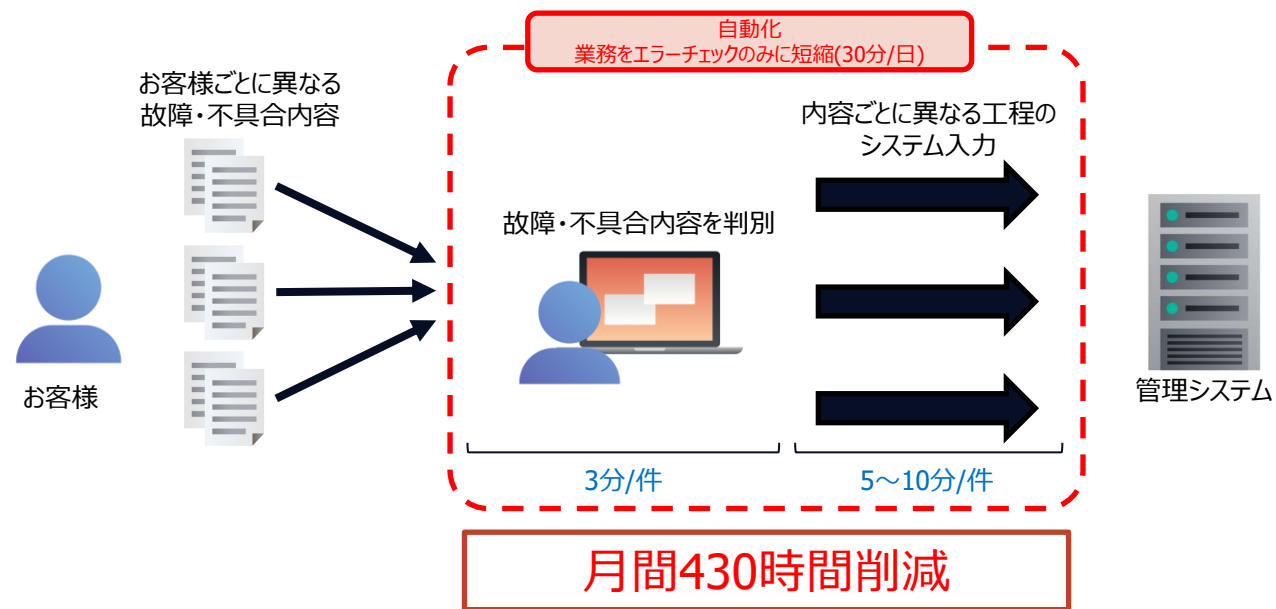 自動化
業務をエラーチェックのみに短縮(30分/日)
お客様ごとに異なる
故障・不具合内容
内容ごとに異なる工程の
システム入力
故障・不具合内容を判別
お客様
管理システム
3分/件
5～10分/件
月間430時間削減